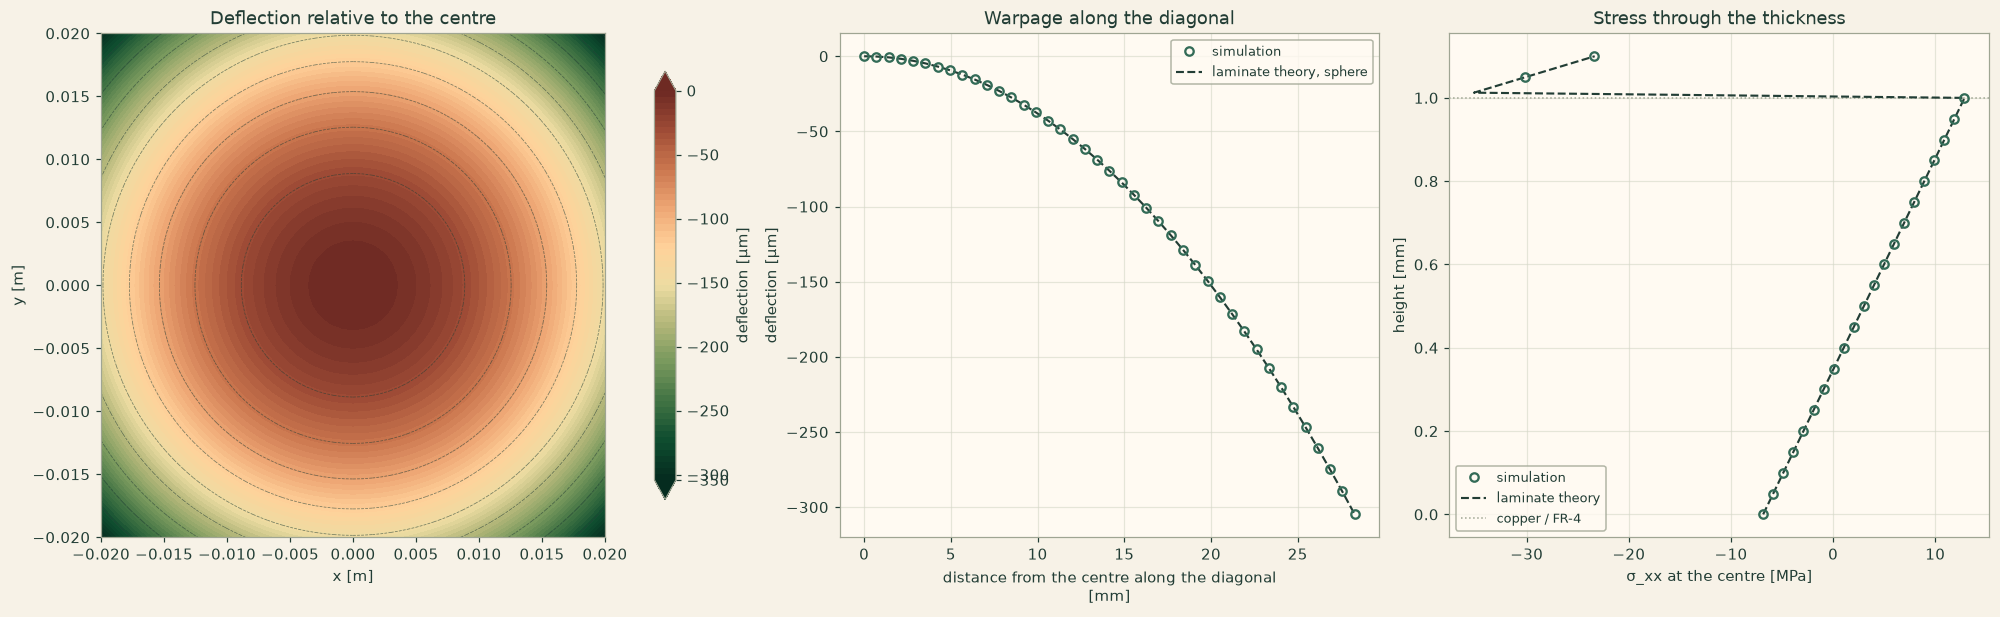 Deflection relative to the centre
0.020
0.015
0.010
0.005
0.000
−0.005
−0.010
−0.015
−0.020
y [m]
−0.020 −0.015 −0.010 −0.005 0.000 0.005 0.010 0.015 0.020
x [m]
0
−50
−100
−150
−200
−250
−300
−350
deflection [µm]
Warpage along the diagonal
simulation
laminate theory, sphere
0
−50
−100
−150
−200
−250
−300
deflection [µm]
0 5 10 15 20 25
distance from the centre along the diagonal
[mm]
Stress through the thickness
1.0
0.8
0.6
0.4
0.2
0.0
height [mm]
simulation
laminate theory
copper / FR-4
−30 −20 −10 0 10
σ_xx at the centre [MPa]